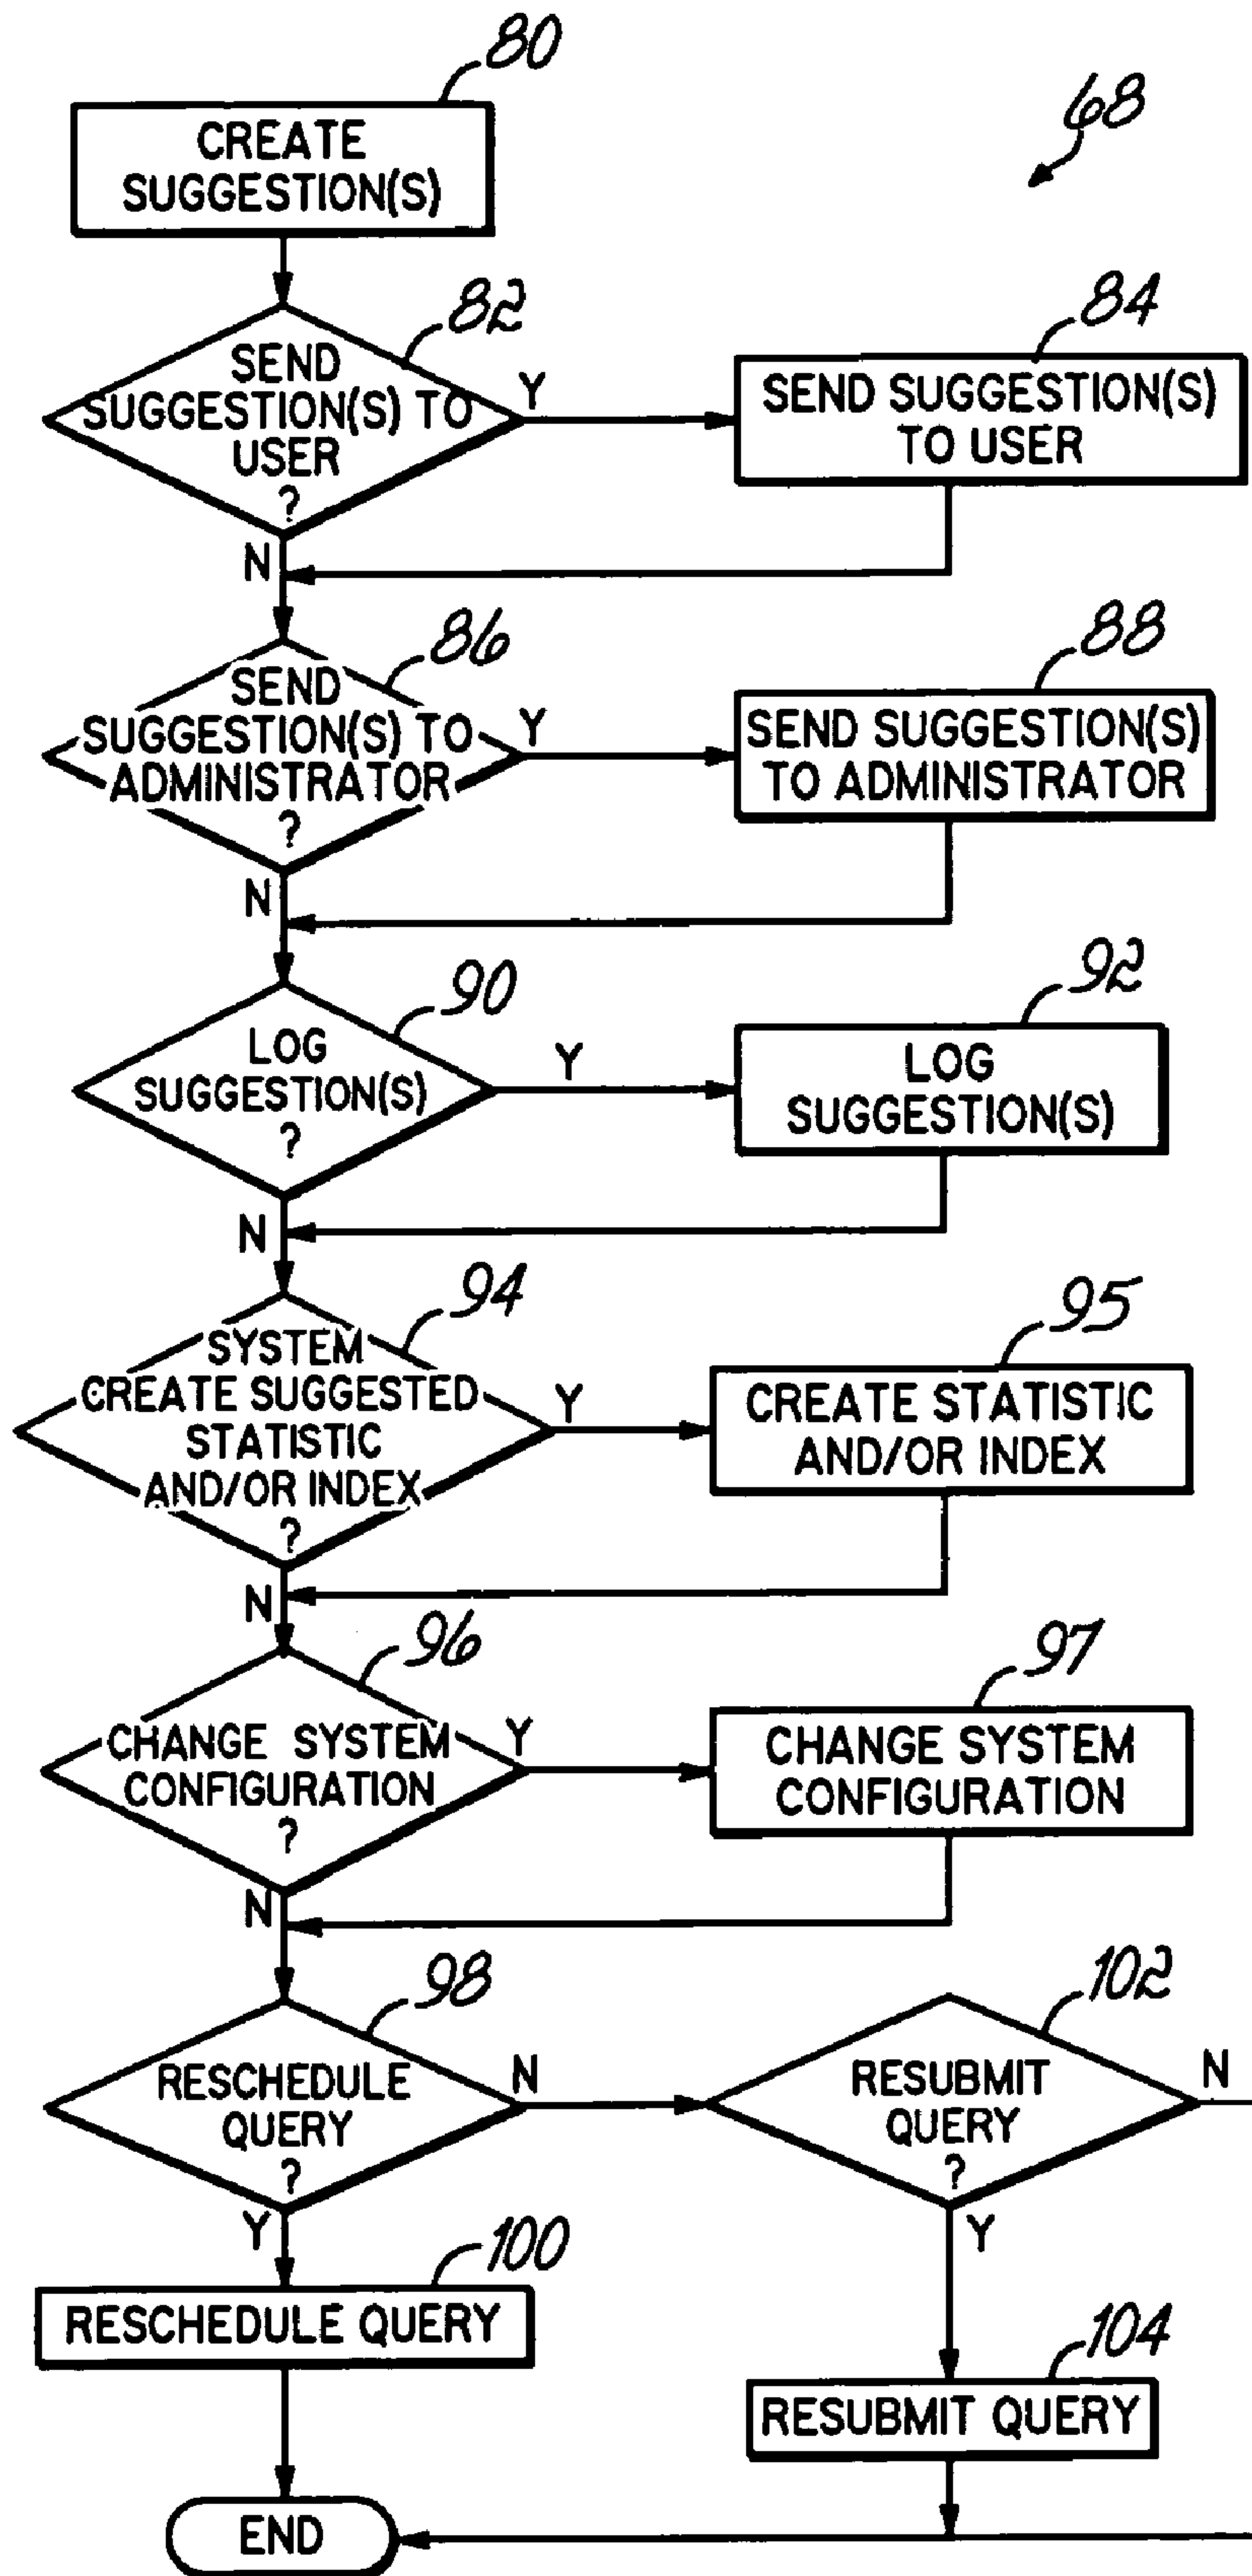 80
68
CREATE
SUGGESTION(S)
82
SEND
SUGGESTION(S) TO
USER
?
Y
N
84
SEND SUGGESTION(S)
TO USER
86
SEND
SUGGESTION(S) TO
ADMINISTRATOR
?
Y
N
88
SEND SUGGESTION(S)
TO ADMINISTRATOR
90
LOG
SUGGESTION(S)
?
Y
N
92
LOG
SUGGESTION(S)
94
SYSTEM
CREATE SUGGESTED
STATISTIC
AND/OR INDEX
?
Y
N
95
CREATE STATISTIC
AND/OR INDEX
96
CHANGE SYSTEM
CONFIGURATION
?
Y
N
97
CHANGE SYSTEM
CONFIGURATION
98
RESCHEDULE
QUERY
?
N
Y
102
RESUBMIT
QUERY
?
N
Y
100
RESCHEDULE QUERY
104
RESUBMIT QUERY
END